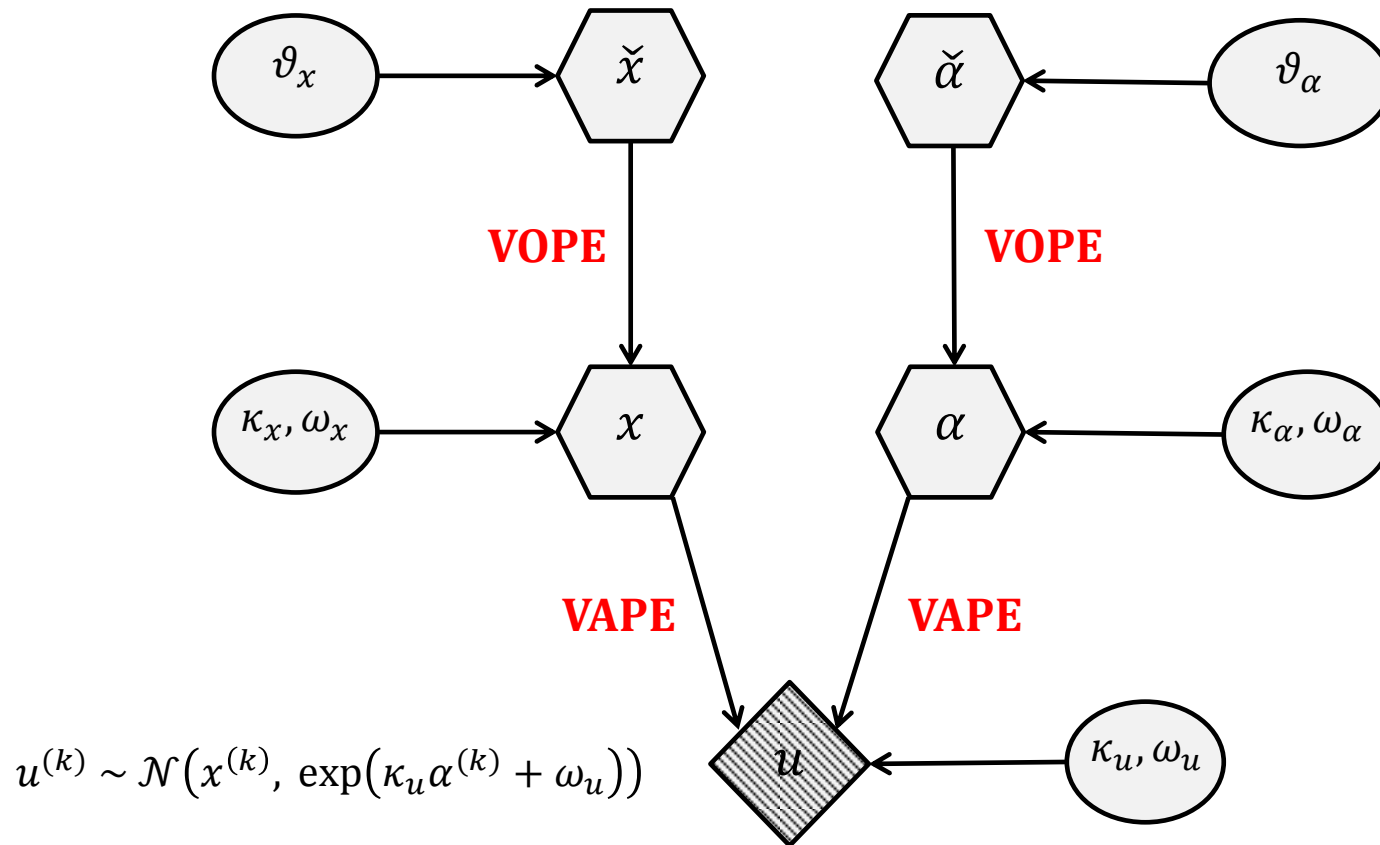 ϑ_x
x̌
α̌
ϑ_α
VOPE
VOPE
κ_x, ω_x
x
α
κ_α, ω_α
VAPE
VAPE
u^(k) ~ 𝒩(x^(k), exp(κ_u α^(k) + ω_u))
u
κ_u, ω_u